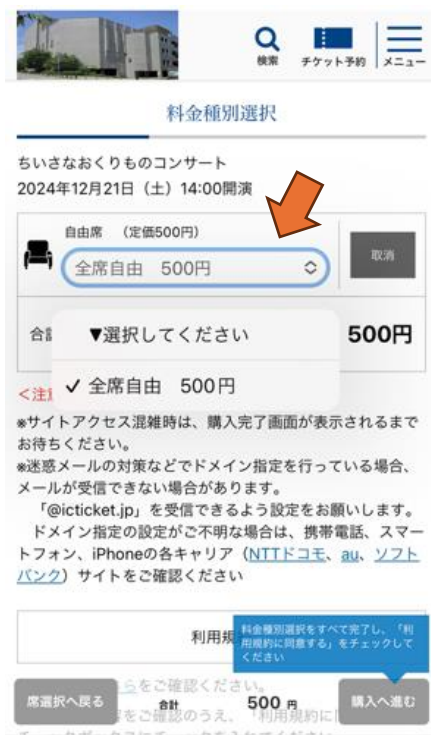 検索
チケット予約
メニュー
料金種別選択
ちいさなおくりものコンサート
2024年12月21日（土）14:00開演
自由席　（定価500円）
全席自由　500円
取消
▼選択してください
✓ 全席自由　500円
500円
※サイトアクセス混雑時は、購入完了画面が表示されるまで
お待ちください。
※迷惑メールの対策などでドメイン指定を行っている場合、
メールが受信できない場合があります。
「@icticket.jp」を受信できるよう設定をお願いします。
ドメイン指定の設定がご不明な場合は、携帯電話、スマー
トフォン、iPhoneの各キャリア（NTTドコモ、au、ソフト
バンク）サイトをご確認ください
利用規
料金種別選択をすべて完了し、「利
用規約に同意する」をチェックして
ください
をご確認ください。
席選択へ戻る
合計
500 円
購入へ進む